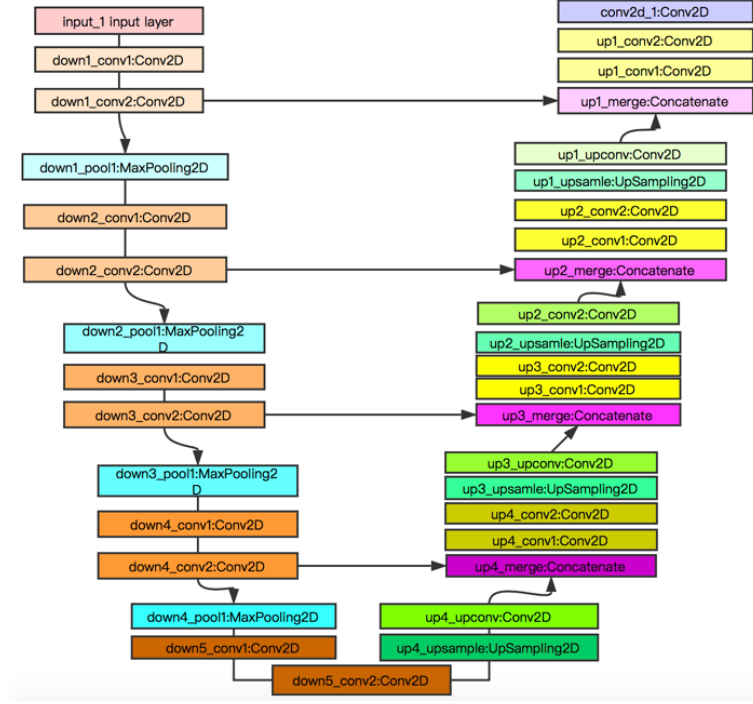 input_1 input layer
down1_conv1:Conv2D
down1_conv2:Conv2D
down1_pool1:MaxPooling2D
down2_conv1:Conv2D
down2_conv2:Conv2D
down2_pool1:MaxPooling2
D
down3_conv1:Conv2D
down3_conv2:Conv2D
down3_pool1:MaxPooling2
D
down4_conv1:Conv2D
down4_conv2:Conv2D
down4_pool1:MaxPooling2D
down5_conv1:Conv2D
down5_conv2:Conv2D
conv2d_1:Conv2D
up1_conv2:Conv2D
up1_conv1:Conv2D
up1_merge:Concatenate
up1_upconv:Conv2D
up1_upsamle:UpSampling2D
up2_conv2:Conv2D
up2_conv1:Conv2D
up2_merge:Concatenate
up2_conv2:Conv2D
up2_upsamle:UpSampling2D
up3_conv2:Conv2D
up3_conv1:Conv2D
up3_merge:Concatenate
up3_upconv:Conv2D
up3_upsamle:UpSampling2D
up4_conv2:Conv2D
up4_conv1:Conv2D
up4_merge:Concatenate
up4_upconv:Conv2D
up4_upsample:UpSampling2D